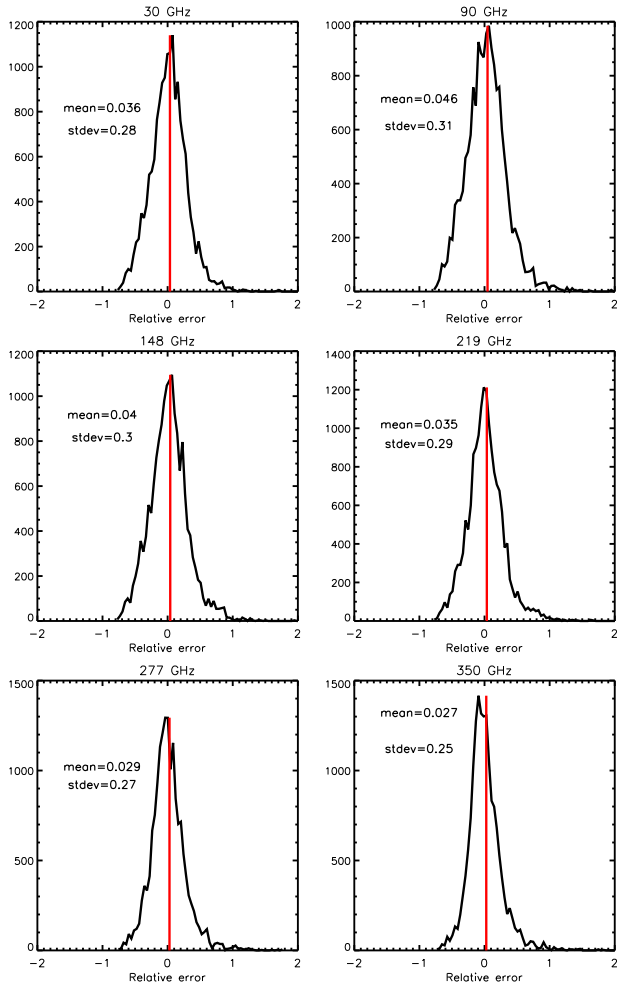 30 GHz
1200
1000
800
600
400
200
0
mean=0.036
stdev=0.28
−2 −1 0 1 2
Relative error
90 GHz
1000
800
600
400
200
0
mean=0.046
stdev=0.31
−2 −1 0 1 2
Relative error
148 GHz
1200
1000
800
600
400
200
0
mean=0.04
stdev=0.3
−2 −1 0 1 2
Relative error
219 GHz
1400
1200
1000
800
600
400
200
0
mean=0.035
stdev=0.29
−2 −1 0 1 2
Relative error
277 GHz
1500
1000
500
0
mean=0.029
stdev=0.27
−2 −1 0 1 2
Relative error
350 GHz
1500
1000
500
0
mean=0.027
stdev=0.25
−2 −1 0 1 2
Relative error